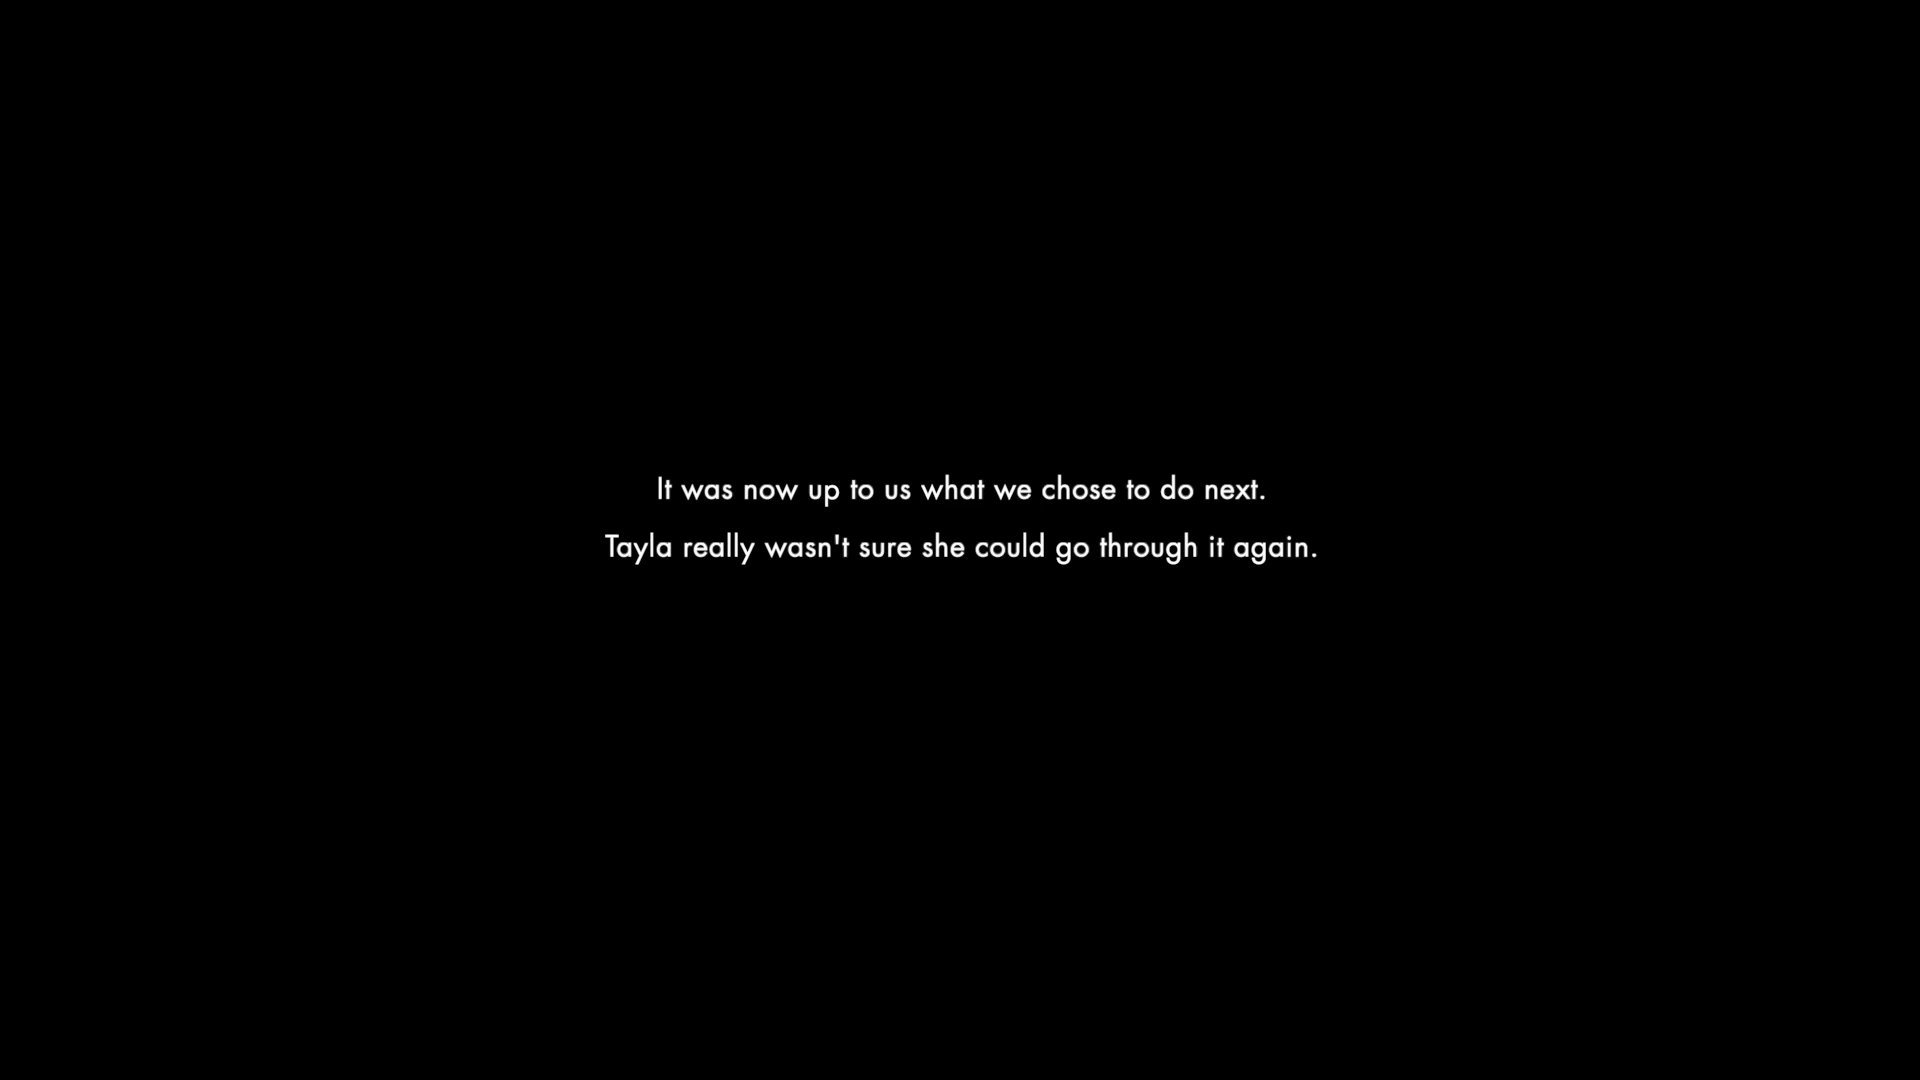 It was now up to us what we chose to do next.
Tayla really wasn't sure she could go through it again.